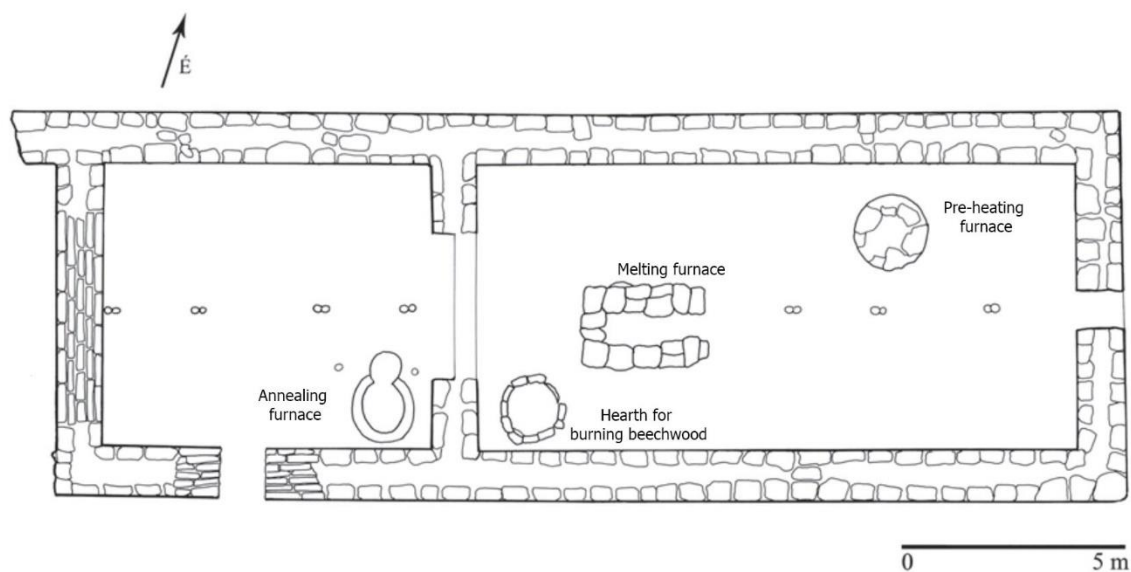 É
Pre-heating
furnace
Melting furnace
Annealing
furnace
Hearth for
burning beechwood
0 5 m